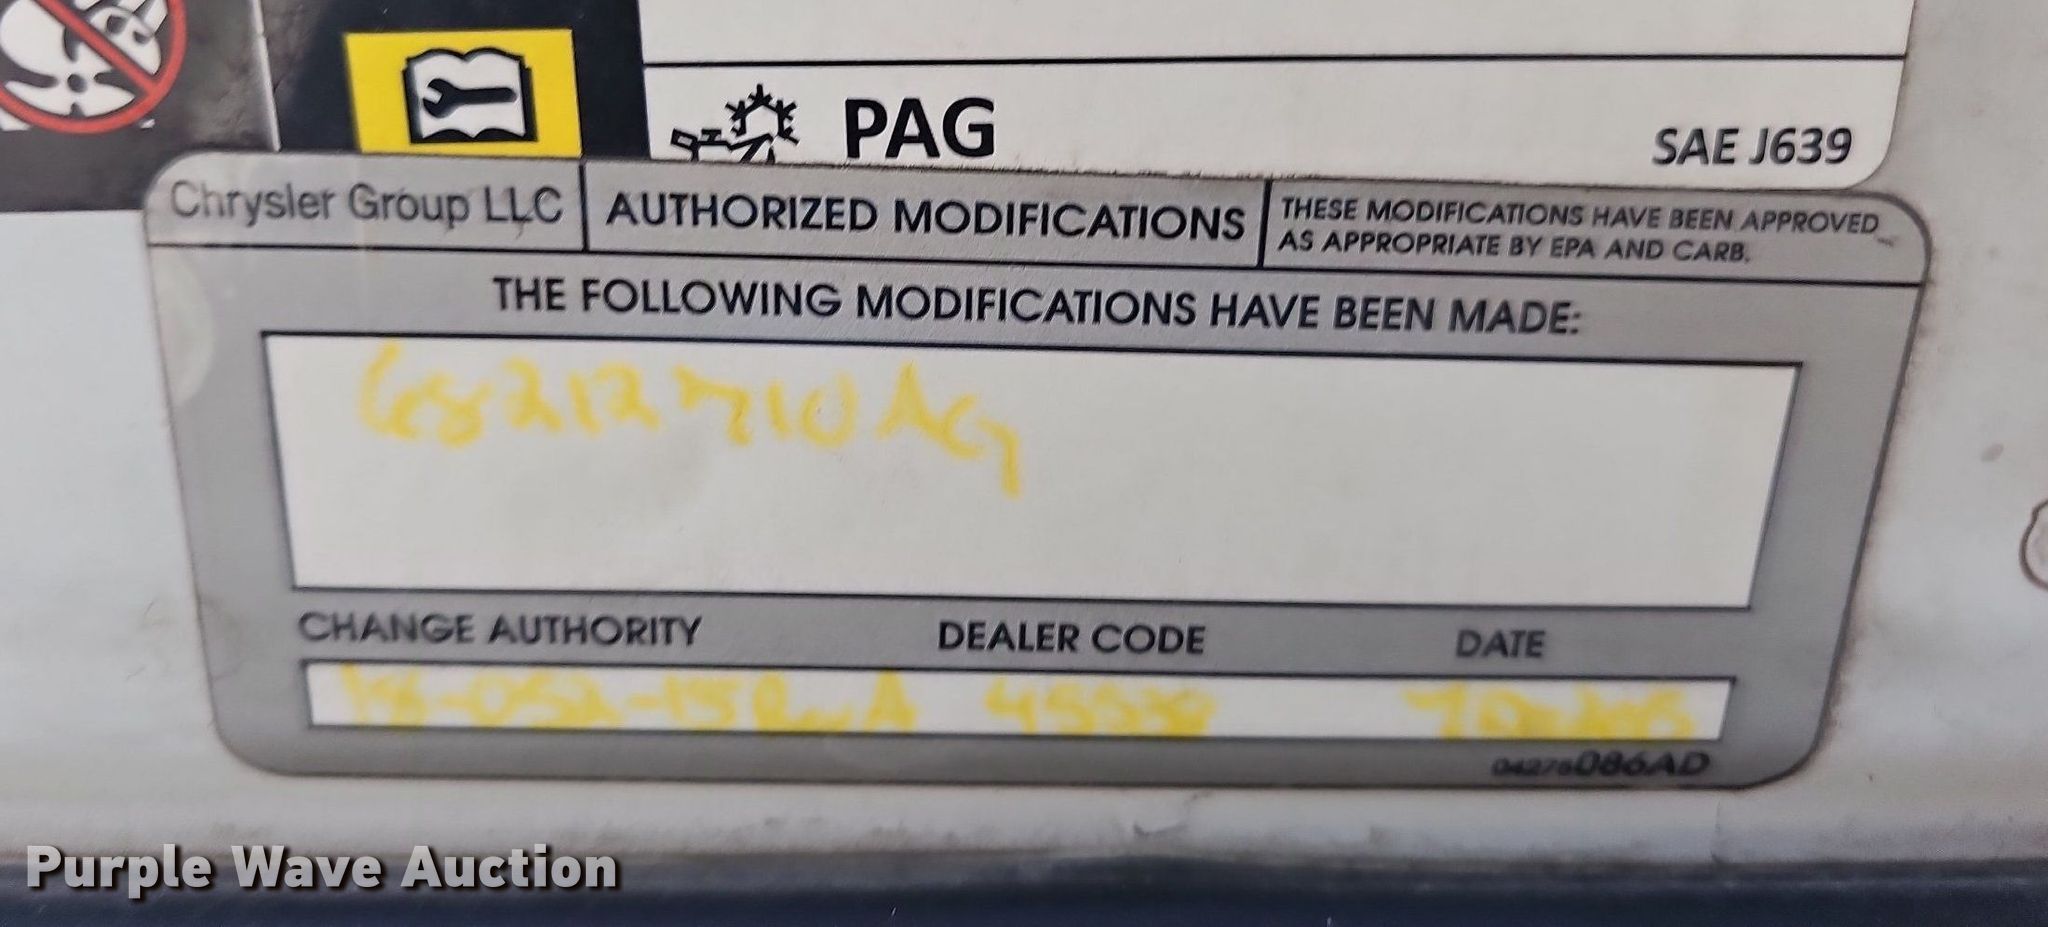 PAG
SAE J639
Chrysler Group LLC
AUTHORIZED MODIFICATIONS
THESE MODIFICATIONS HAVE BEEN APPROVED
AS APPROPRIATE BY EPA AND CARB.
THE FOLLOWING MODIFICATIONS HAVE BEEN MADE:
68212710AG
CHANGE AUTHORITY DEALER CODE DATE
04275086AD
Purple Wave Auction